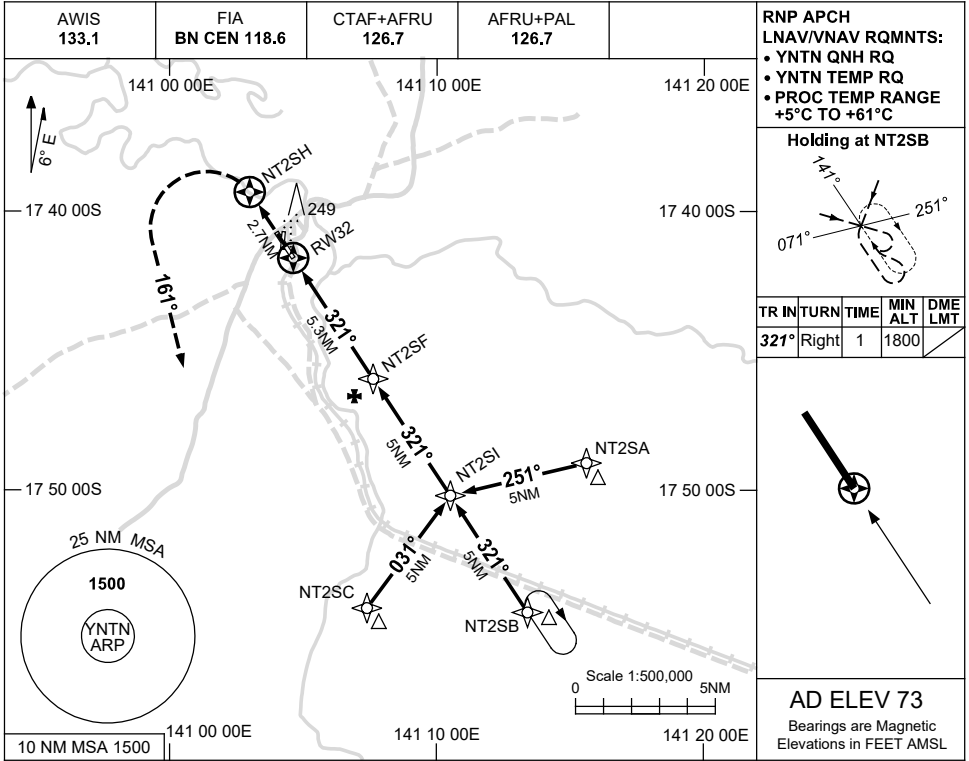 AWIS
133.1
FIA
BN CEN 118.6
CTAF+AFRU
126.7
AFRU+PAL
126.7
RNP APCH
LNAV/VNAV RQMNTS:
• YNTN QNH RQ
• YNTN TEMP RQ
• PROC TEMP RANGE
+5°C TO +61°C
Holding at NT2SB
141°
251°
071°
TR IN TURN TIME MIN ALT DME LMT
321° Right 1 1800
141 00 00E
141 20 00E
6° E
NT2SH
17 40 00S
249
17 40 00S
2.7NM
RW32
161°
321°
5.3NM
NT2SF
321°
5NM
NT2SI
NT2SA
251°
5NM
17 50 00S
17 50 00S
25 NM MSA
1500
YNTN
ARP
031°
5NM
321°
5NM
NT2SC
NT2SB
Scale 1:500,000
0 5NM
141 00 00E
141 10 00E
141 20 00E
10 NM MSA 1500
AD ELEV 73
Bearings are Magnetic
Elevations in FEET AMSL
141 10 00E